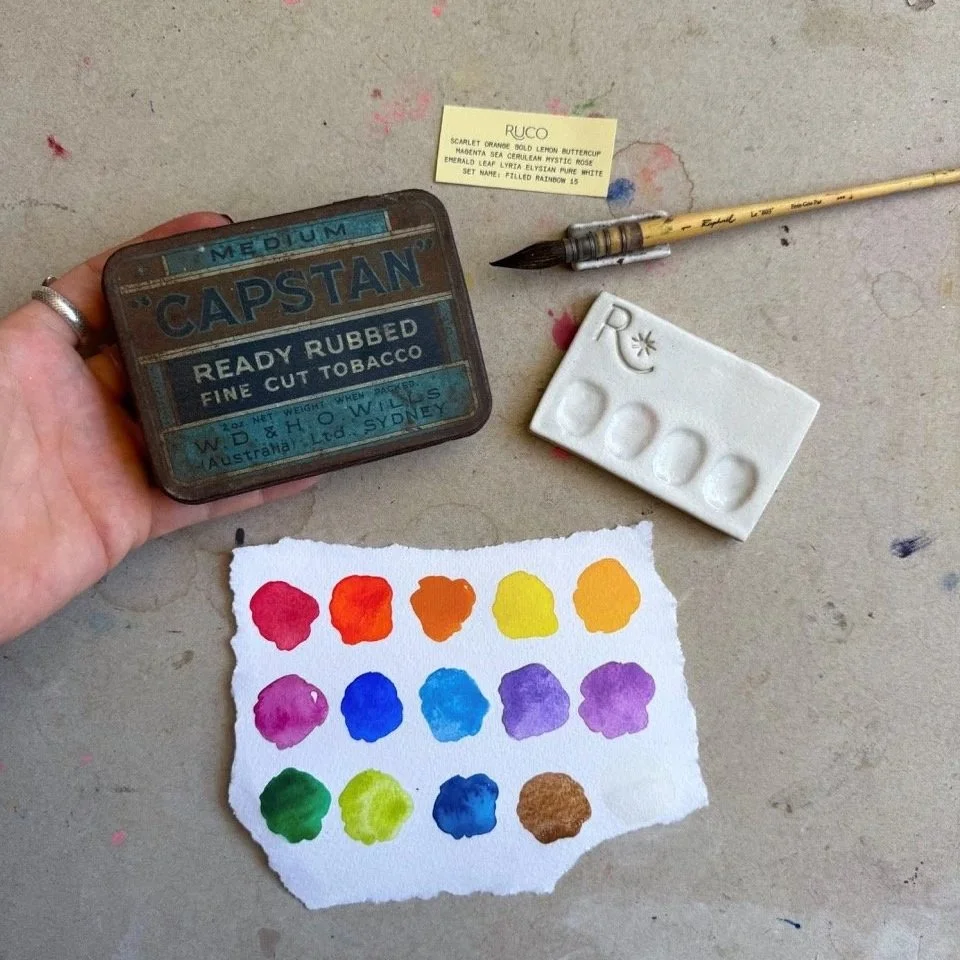 RUCO
SCARLET ORANGE BOLD LEMON BUTTERCUP
MAGENTA SEA CERULEAN MYSTIC ROSE
EMERALD LEAF LYRIA ELYSIAN PURE WHITE
SET NAME: FILLED RAINBOW 15
MEDIUM
"CAPSTAN"
READY RUBBED
FINE CUT TOBACCO
2 OZ NET WEIGHT WHEN PACKED.
W.D. & H.O. WILLS
(Australia) Ltd., SYDNEY
Raphaël
R